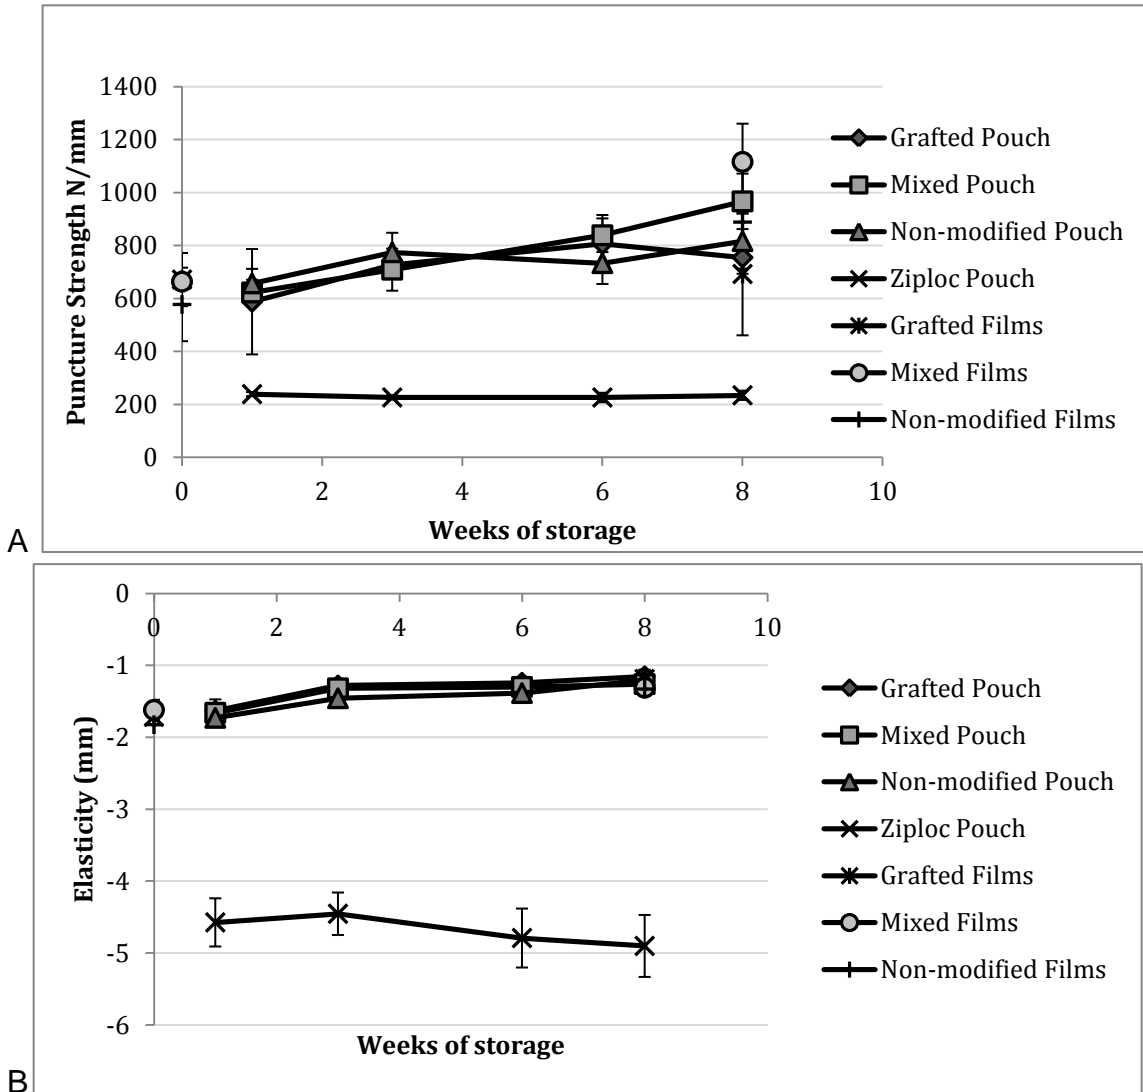 1400
1200
1000
800
600
400
200
0
Puncture Strength N/mm
0 2 4 6 8 10
Weeks of storage
Grafted Pouch
Mixed Pouch
Non-modified Pouch
Ziploc Pouch
Grafted Films
Mixed Films
Non-modified Films
A
0
-1
-2
-3
-4
-5
-6
Elasticity (mm)
0 2 4 6 8 10
Weeks of storage
Grafted Pouch
Mixed Pouch
Non-modified Pouch
Ziploc Pouch
Grafted Films
Mixed Films
Non-modified Films
B